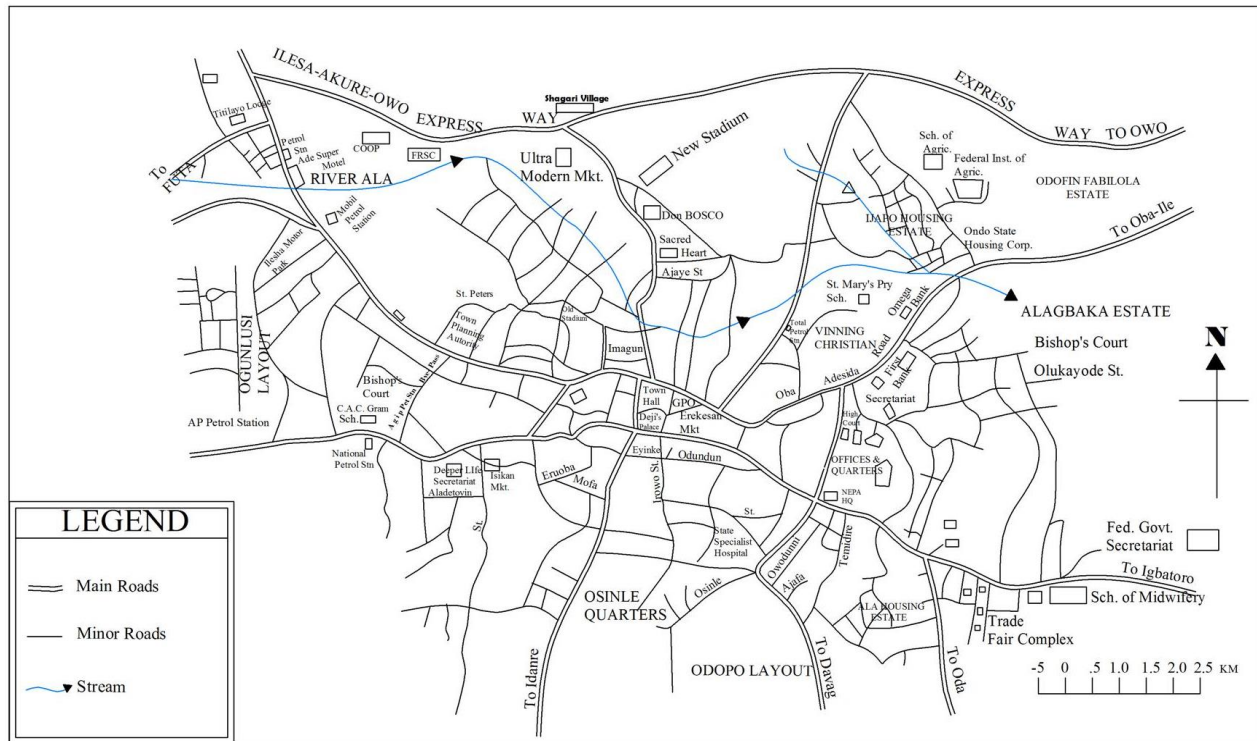 ILESA-AKURE-OWO
EXPRESS
WAY
Shagari Village
EXPRESS
WAY TO OWO
Titilayo Lodge
Petrol
Stn
Ade Super
Motel
COOP
FRSC
To
FUTA
RIVER ALA
Mobil
Petrol
Station
Ultra
Modern Mkt.
New Stadium
Don BOSCO
Sacred
Heart
Ajaye St
Sch. of
Agric.
Federal Inst. of
Agric.
ODOFIN FABILOLA
ESTATE
IJAPO HOUSING
ESTATE
Ondo State
Housing Corp.
To Oba-Ile
Ilesha Motor
Park
St. Peters
Town
Planning
Autority
Old
Stadium
Imagun
St. Mary's Pry
Sch.
Omega
Bank
Total
Petrol
Stn.
VINNING
CHRISTIAN
ALAGBAKA ESTATE
Bishop's Court
Olukayode St.
N
OGUNLUSI
LAYOUT
Bishop's
Court
C.A.C. Gram
Sch.
Agip Pet Stn
AP Petrol Station
National
Petrol Stn
Town
Hall
GPO
Deji's
Palace
Erekesan
Mkt
Oba
Adesida
Road
First
Bank
Secretariat
High
Court
Eyinke
Odundun
OFFICES &
QUARTERS
Deeper LIfe
Secretariat
Aladetoyin
Isikan
Mkt.
Eruoba
Mofa
Irowo St.
NEPA
HQ
St.
St.
State
Specialist
Hospital
Fed. Govt.
Secretariat
To Igbatoro
Owodunni
Temidire
Ajafa
Osinle
OSINLE
QUARTERS
ALA HOUSING
ESTATE
Sch. of Midwifery
Trade
Fair Complex
ODOPO LAYOUT
To Idanre
To Davag
To Oda
-5 0 .5 1.0 1.5 2.0 2.5 KM
LEGEND
Main Roads
Minor Roads
Stream